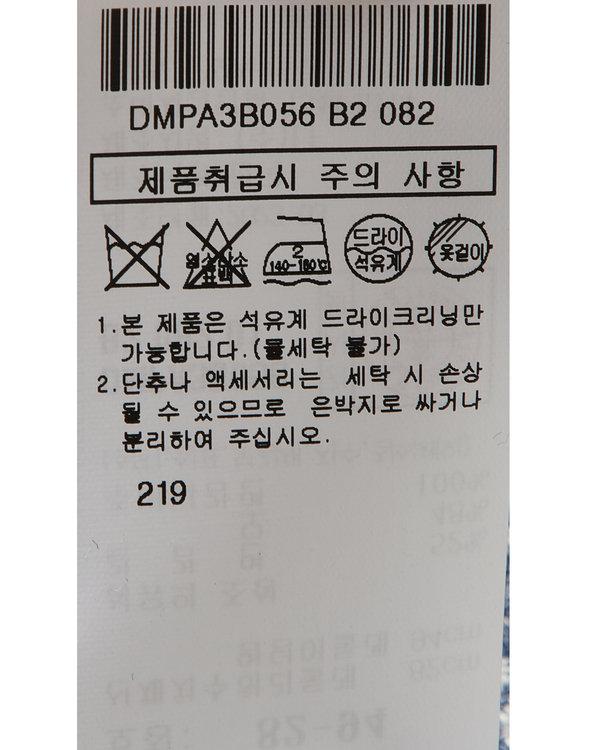 DMPA3B056 B2 082
제품취급시 주의 사항
염소산소
표백
2
140-160℃
드라이
석유계
옷걸이
1.본 제품은 석유계 드라이크리닝만
가능합니다.(물세탁 불가)
2.단추나 액세서리는 세탁 시 손상
될 수 있으므로 은박지로 싸거나
분리하여 주십시오.
219